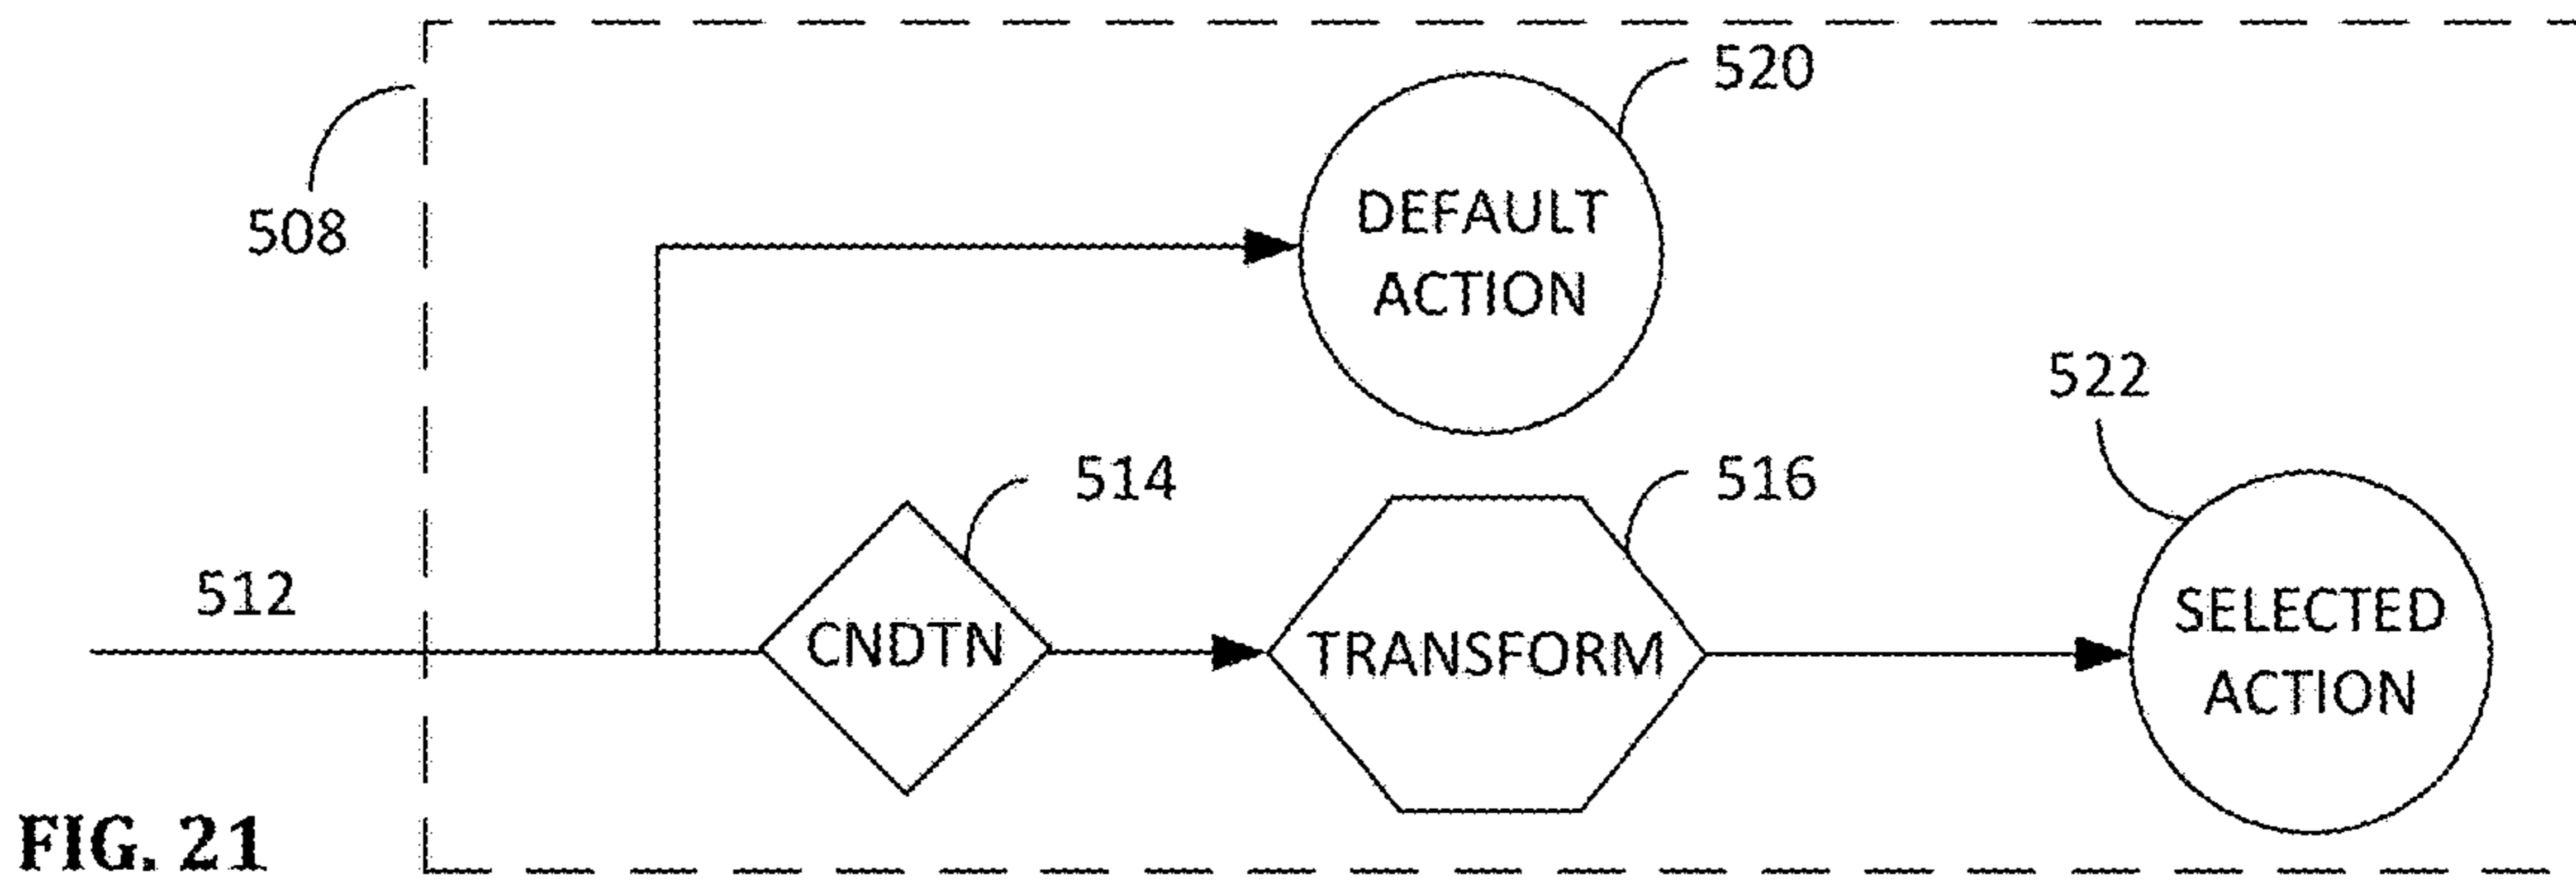 520
DEFAULT
ACTION
508
522
514
516
512
CNDTN
TRANSFORM
SELECTED
ACTION
FIG. 21